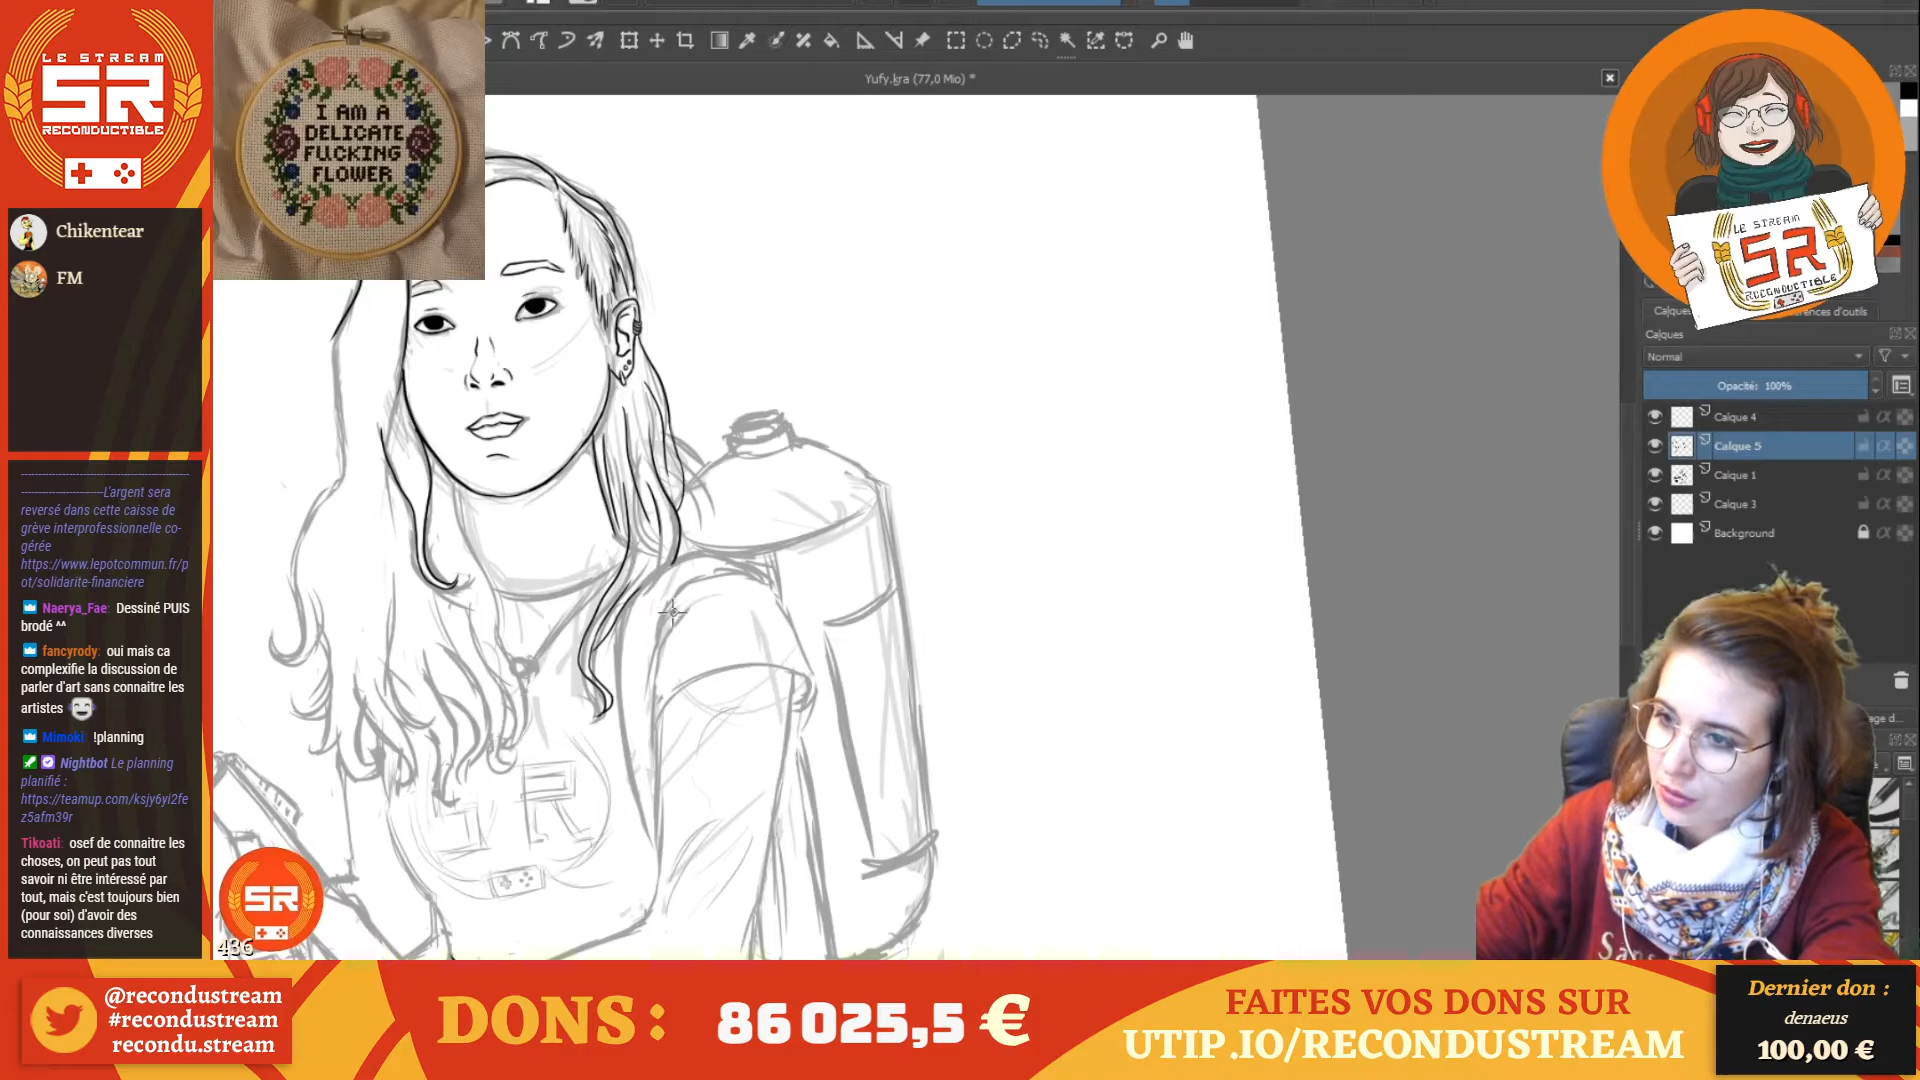 LE STREAM
SR
RECONDUCTIBLE
I AM A
DELICATE
FUCKING
FLOWER
Yufy.kra (77,0 Mio) *
LE STREAM
SR
RECONDUCTIBLE
Chikentear
FM
Calques
Calques
Normal
Opacité: 100%
Calque 4
Calque 5
Calque 1
Calque 3
Background
L'argent sera
reversé dans cette caisse de
grève interprofessionnelle co-
gérée
https://www.lepotcommun.fr/p
ot/solidarite-financiere
Naerya_Fae: Dessiné PUIS
brodé ^^
fancyrody: oui mais ca
complexifie la discussion de
parler d'art sans connaitre les
artistes
Mimoki: !planning
Nightbot Le planning
planifié :
https://teamup.com/ksjy6yi2fe
z5afm39r
Tikoati: osef de connaitre les
choses, on peut pas tout
savoir ni être intéressé par
tout, mais c'est toujours bien
(pour soi) d'avoir des
connaissances diverses
SR
436
@recondustream
#recondustream
recondu.stream
DONS : 86 025,5 €
FAITES VOS DONS SUR
UTIP.IO/RECONDUSTREAM
Dernier don :
denaeus
100,00 €